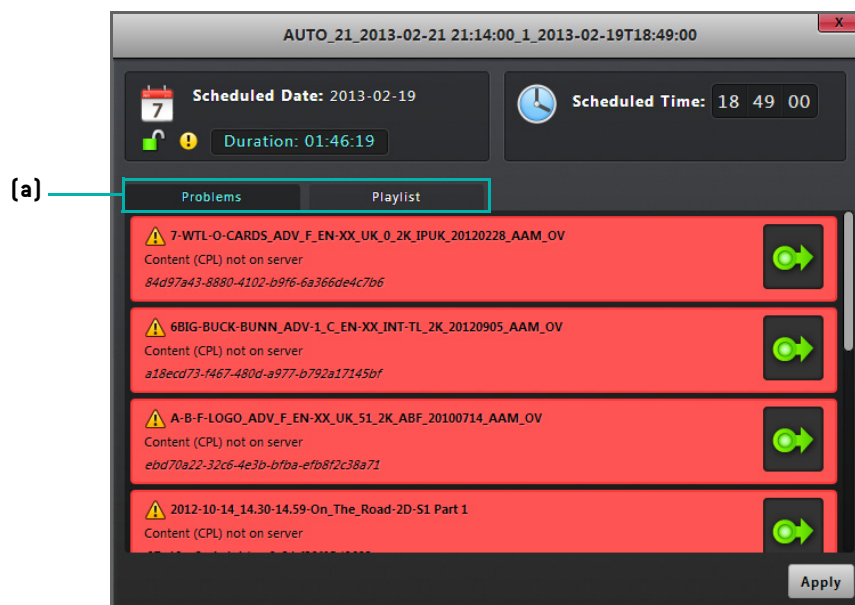 AUTO_21_2013-02-21 21:14:00_1_2013-02-19T18:49:00
X
7
Scheduled Date: 2013-02-19
Duration: 01:46:19
Scheduled Time: 18 49 00
(a)
Problems Playlist
7-WTL-O-CARDS_ADV_F_EN-XX_UK_0_2K_IPUK_20120228_AAM_OV
Content (CPL) not on server
84d97a43-8880-4102-b9f6-6a366de4c7b6
6BIG-BUCK-BUNN_ADV-1_C_EN-XX_INT-TL_2K_20120905_AAM_OV
Content (CPL) not on server
a18ecd73-f467-480d-a977-b792a17145bf
A-B-F-LOGO_ADV_F_EN-XX_UK_51_2K_ABF_20100714_AAM_OV
Content (CPL) not on server
ebd70a22-32c6-4e3b-bfba-efb8f2c38a71
2012-10-14_14.30-14.59-On_The_Road-2D-S1 Part 1
Content (CPL) not on server
Apply